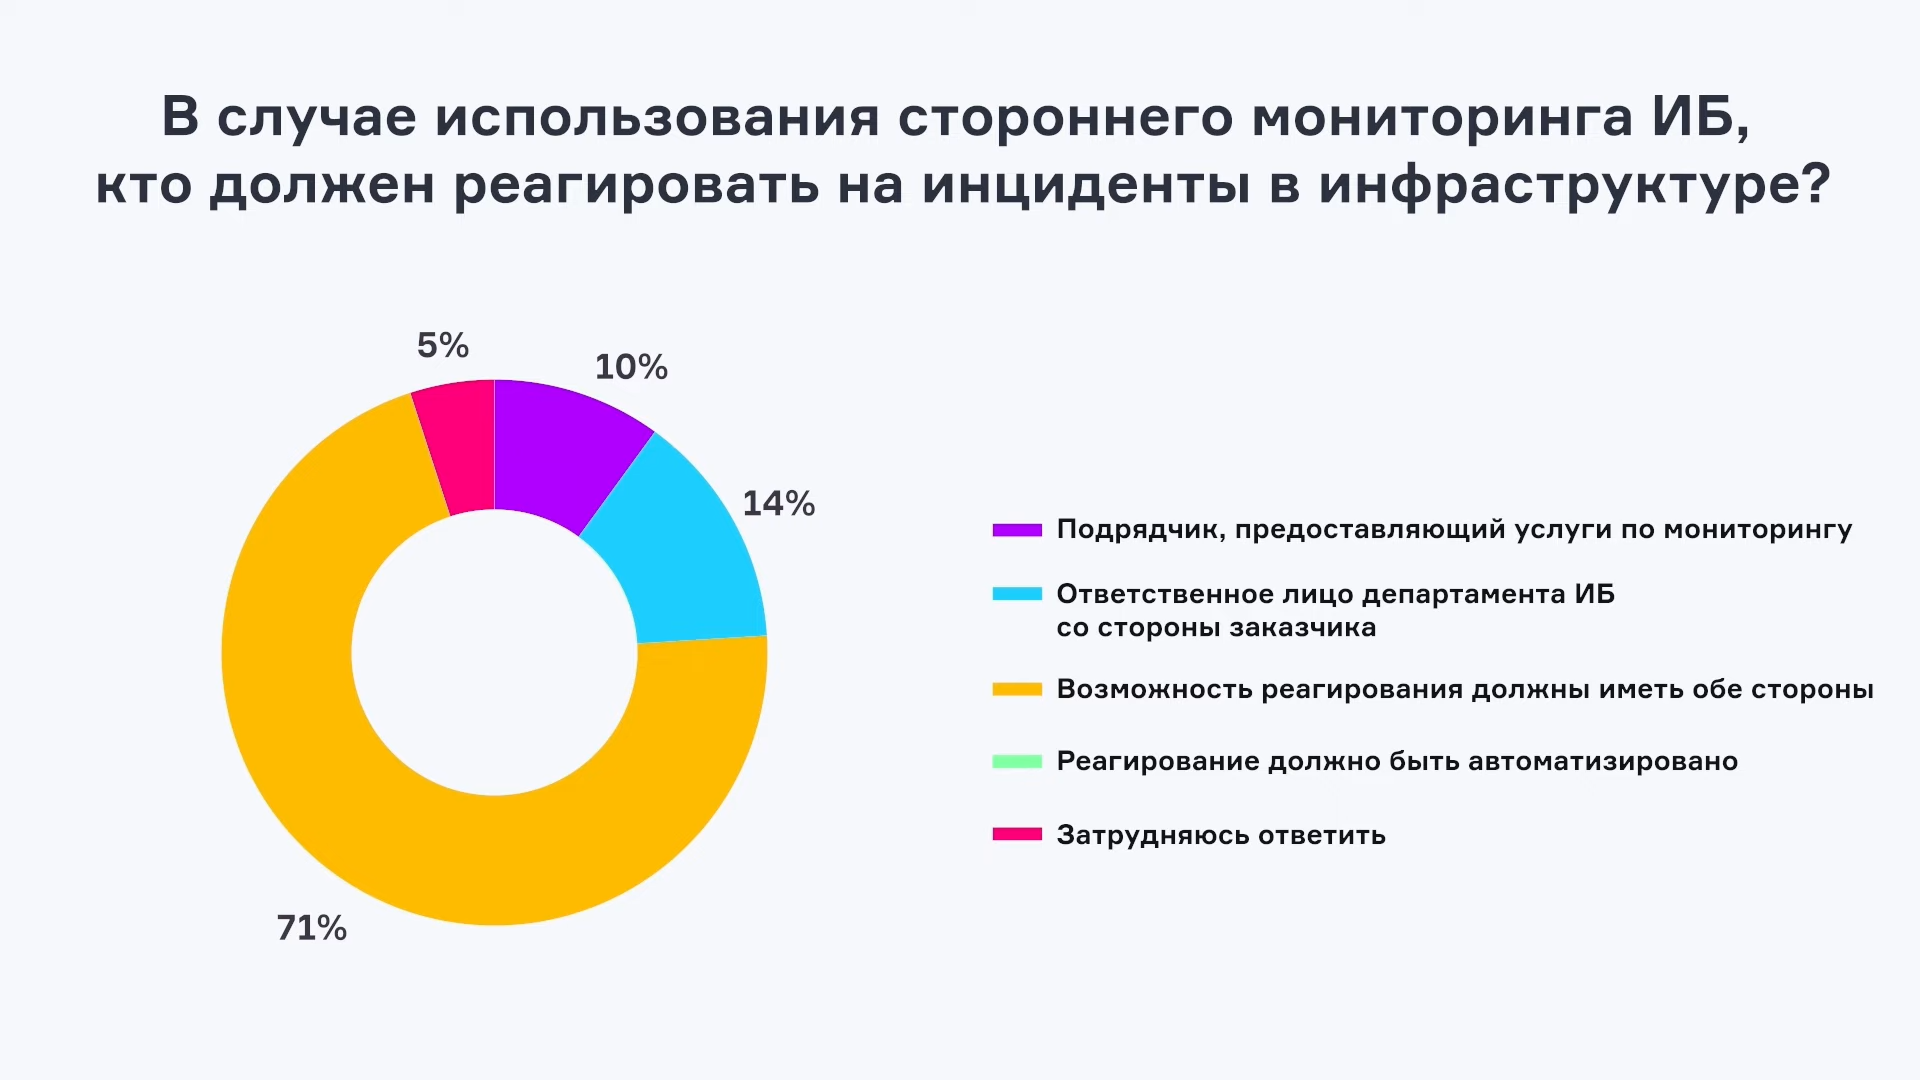 В случае использования стороннего мониторинга ИБ,
кто должен реагировать на инциденты в инфраструктуре?
5%
10%
14%
71%
Подрядчик, предоставляющий услуги по мониторингу
Ответственное лицо департамента ИБ
со стороны заказчика
Возможность реагирования должны иметь обе стороны
Реагирование должно быть автоматизировано
Затрудняюсь ответить